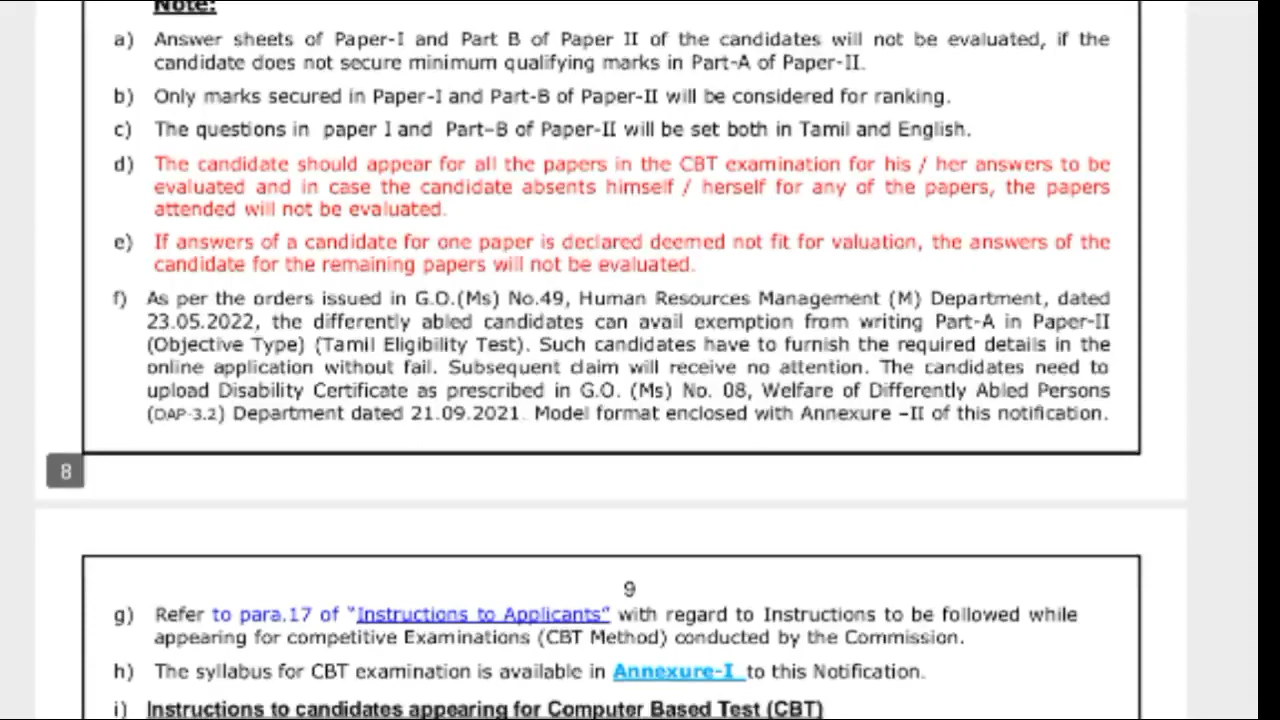 Note:
a) Answer sheets of Paper-I and Part B of Paper II of the candidates will not be evaluated, if the
candidate does not secure minimum qualifying marks in Part-A of Paper-II.
b) Only marks secured in Paper-I and Part-B of Paper-II will be considered for ranking.
c) The questions in paper I and Part–B of Paper-II will be set both in Tamil and English.
d) The candidate should appear for all the papers in the CBT examination for his / her answers to be
evaluated and in case the candidate absents himself / herself for any of the papers, the papers
attended will not be evaluated.
e) If answers of a candidate for one paper is declared deemed not fit for valuation, the answers of the
candidate for the remaining papers will not be evaluated.
f) As per the orders issued in G.O.(Ms) No.49, Human Resources Management (M) Department, dated
23.05.2022, the differently abled candidates can avail exemption from writing Part-A in Paper-II
(Objective Type) (Tamil Eligibility Test). Such candidates have to furnish the required details in the
online application without fail. Subsequent claim will receive no attention. The candidates need to
upload Disability Certificate as prescribed in G.O. (Ms) No. 08, Welfare of Differently Abled Persons
(DAP-3.2) Department dated 21.09.2021. Model format enclosed with Annexure –II of this notification.
8
9
g) Refer to para.17 of "Instructions to Applicants" with regard to Instructions to be followed while
appearing for competitive Examinations (CBT Method) conducted by the Commission.
h) The syllabus for CBT examination is available in Annexure-I to this Notification.
i) Instructions to candidates appearing for Computer Based Test (CBT)